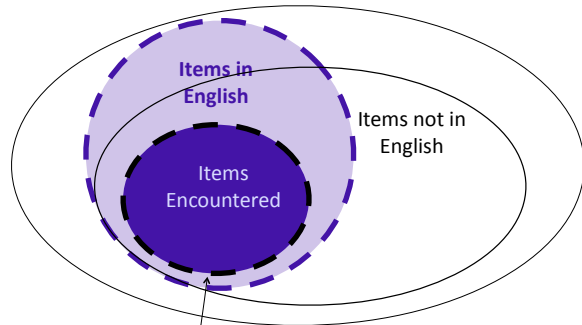 Items in
English
Items not in
English
Items
Encountered